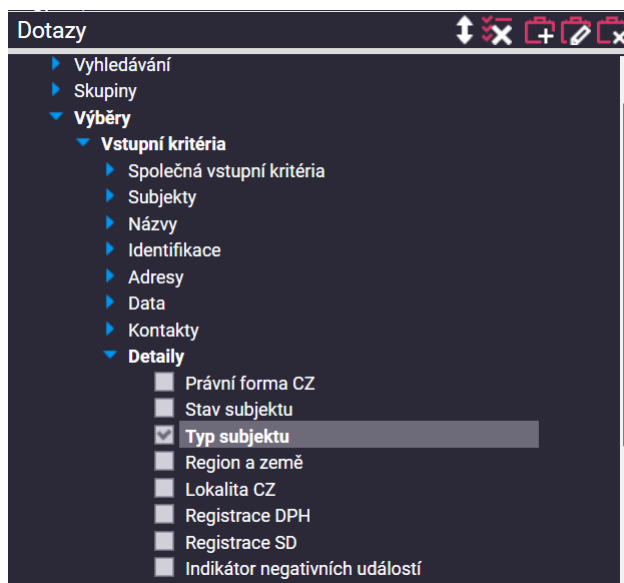 Dotazy
Vyhledávání
Skupiny
Výběry
Vstupní kritéria
Společná vstupní kritéria
Subjekty
Názvy
Identifikace
Adresy
Data
Kontakty
Detaily
Právní forma CZ
Stav subjektu
Typ subjektu
Region a země
Lokalita CZ
Registrace DPH
Registrace SD
Indikátor negativních událostí